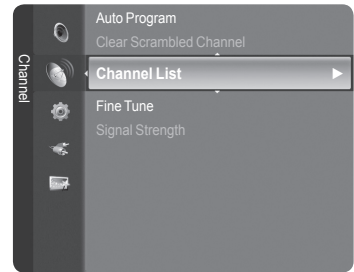 Channel
Auto Program
Clear Scrambled Channel
Channel List
Fine Tune
Signal Strength